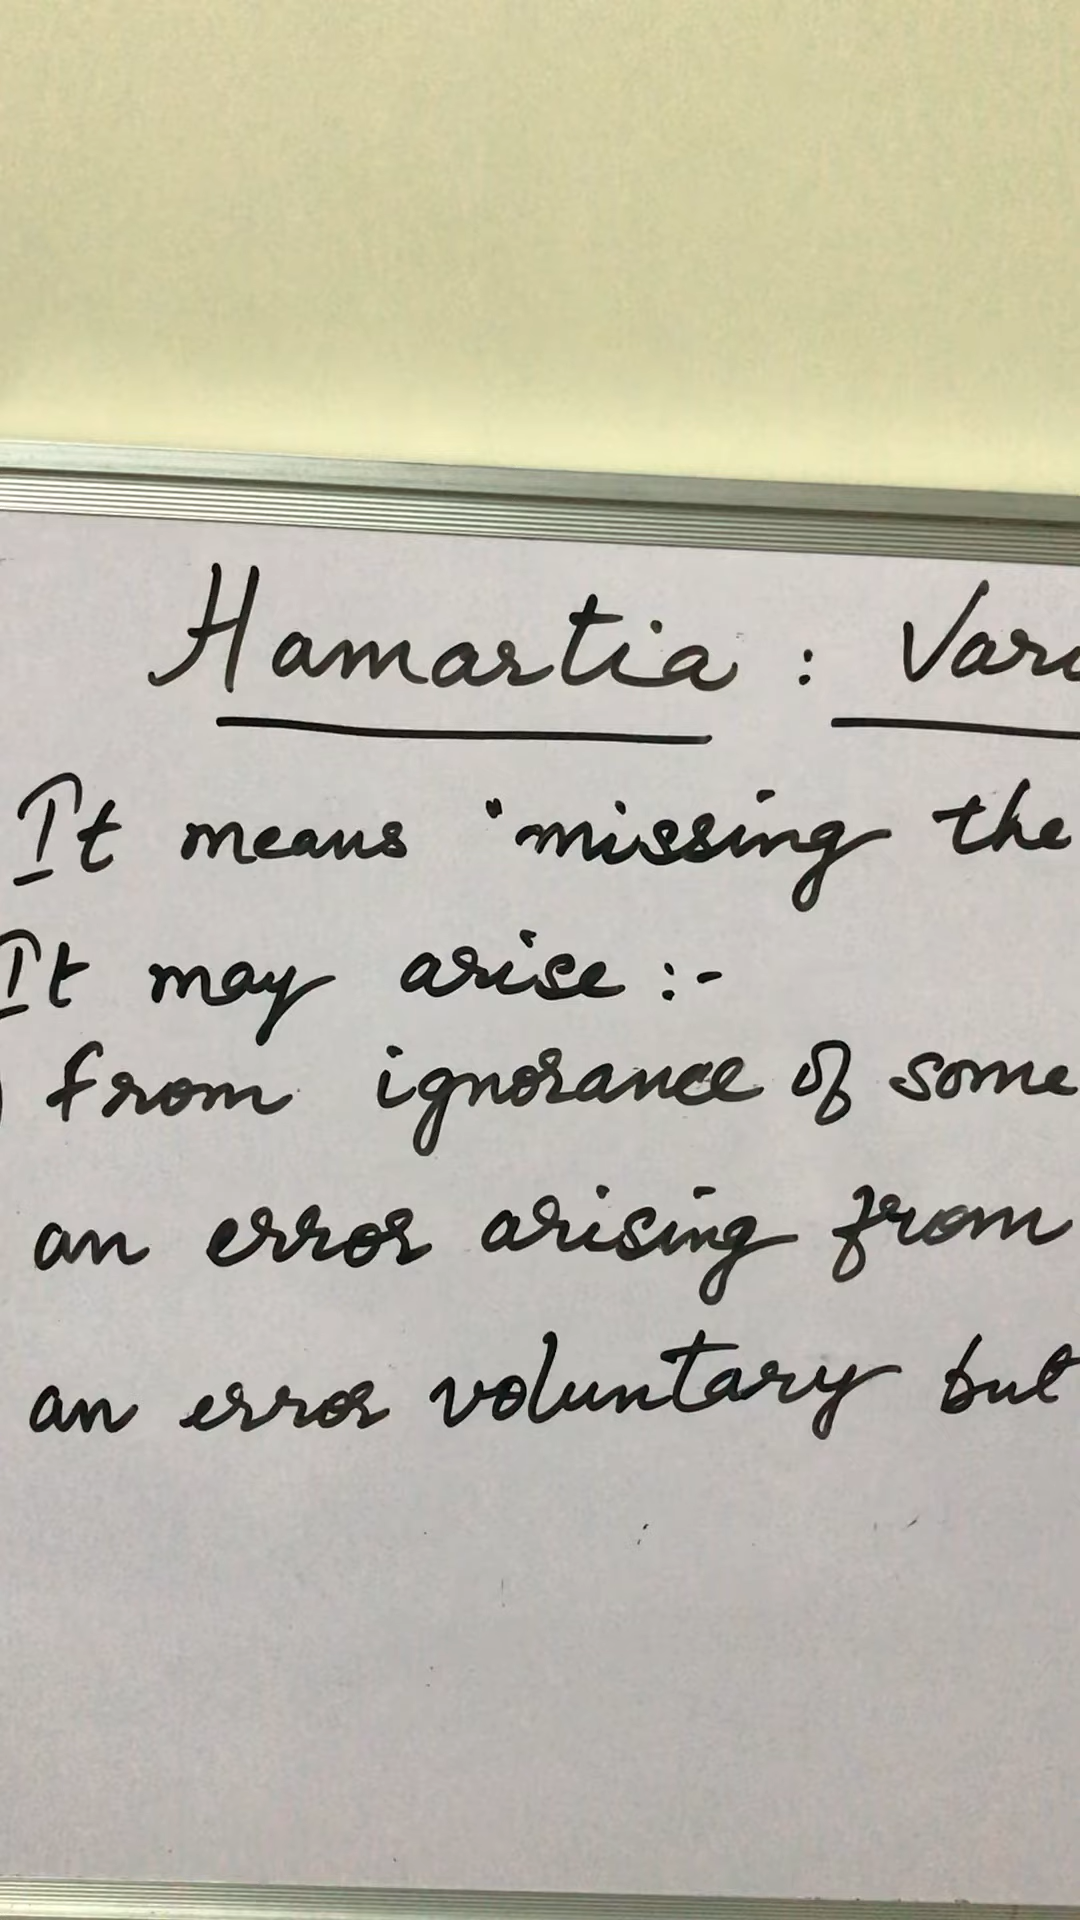 Hamartia :
It means "missing the
It may arise :-
) from ignorance of some
an error arising from
an error voluntary but